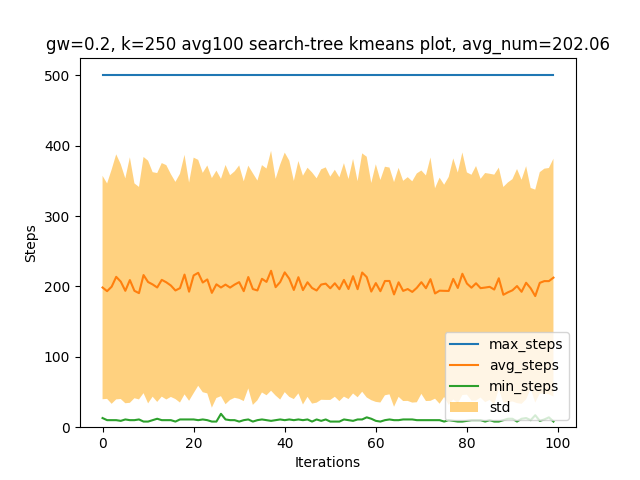 gw=0.2, k=250 avg100 search-tree kmeans plot, avg_num=202.06
500
400
300
200
100
0
Steps
max_steps
avg_steps
min_steps
std
0 20 40 60 80 100
Iterations